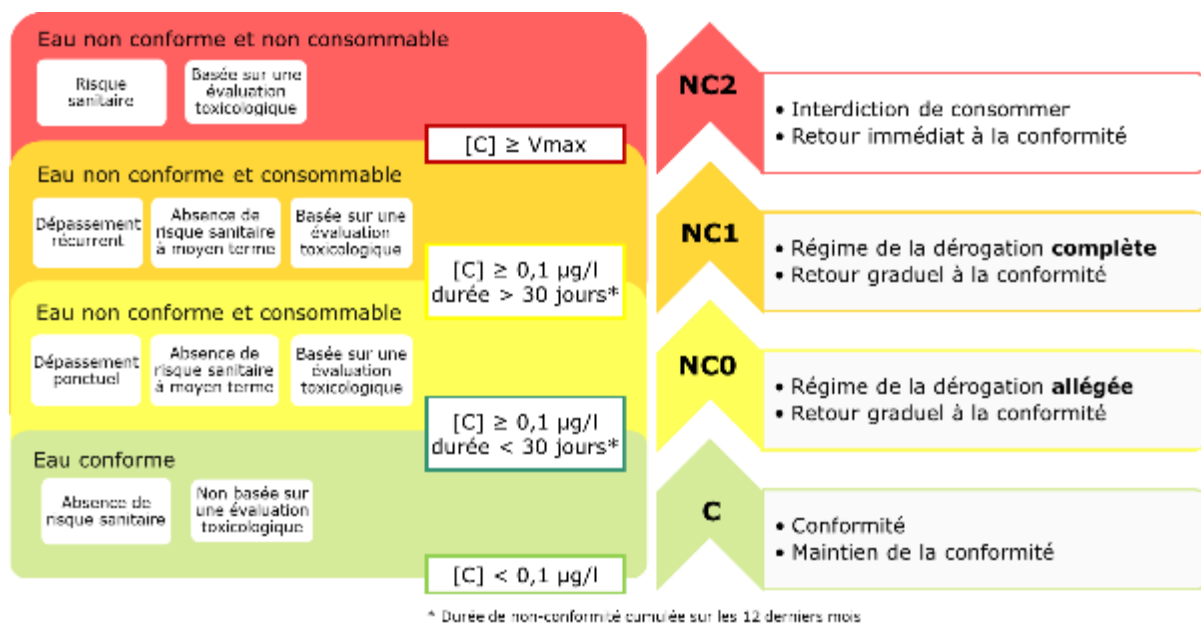 Eau non conforme et non consommable
Risque
sanitaire
Basée sur une
évaluation
toxicologique
[C] ≥ Vmax
NC2
• Interdiction de consommer
• Retour immédiat à la conformité
Eau non conforme et consommable
Dépassement
récurrent
Absence de
risque sanitaire
à moyen terme
Basée sur une
évaluation
toxicologique
[C] ≥ 0,1 µg/l
durée > 30 jours*
NC1
• Régime de la dérogation complète
• Retour graduel à la conformité
Eau non conforme et consommable
Dépassement
ponctuel
Absence de
risque sanitaire
à moyen terme
Basée sur une
évaluation
toxicologique
[C] ≥ 0,1 µg/l
durée < 30 jours*
NC0
• Régime de la dérogation allégée
• Retour graduel à la conformité
Eau conforme
Absence de
risque sanitaire
Non basée sur
une évaluation
toxicologique
[C] < 0,1 µg/l
C
• Conformité
• Maintien de la conformité
* Durée de non-conformité cumulée sur les 12 derniers mois